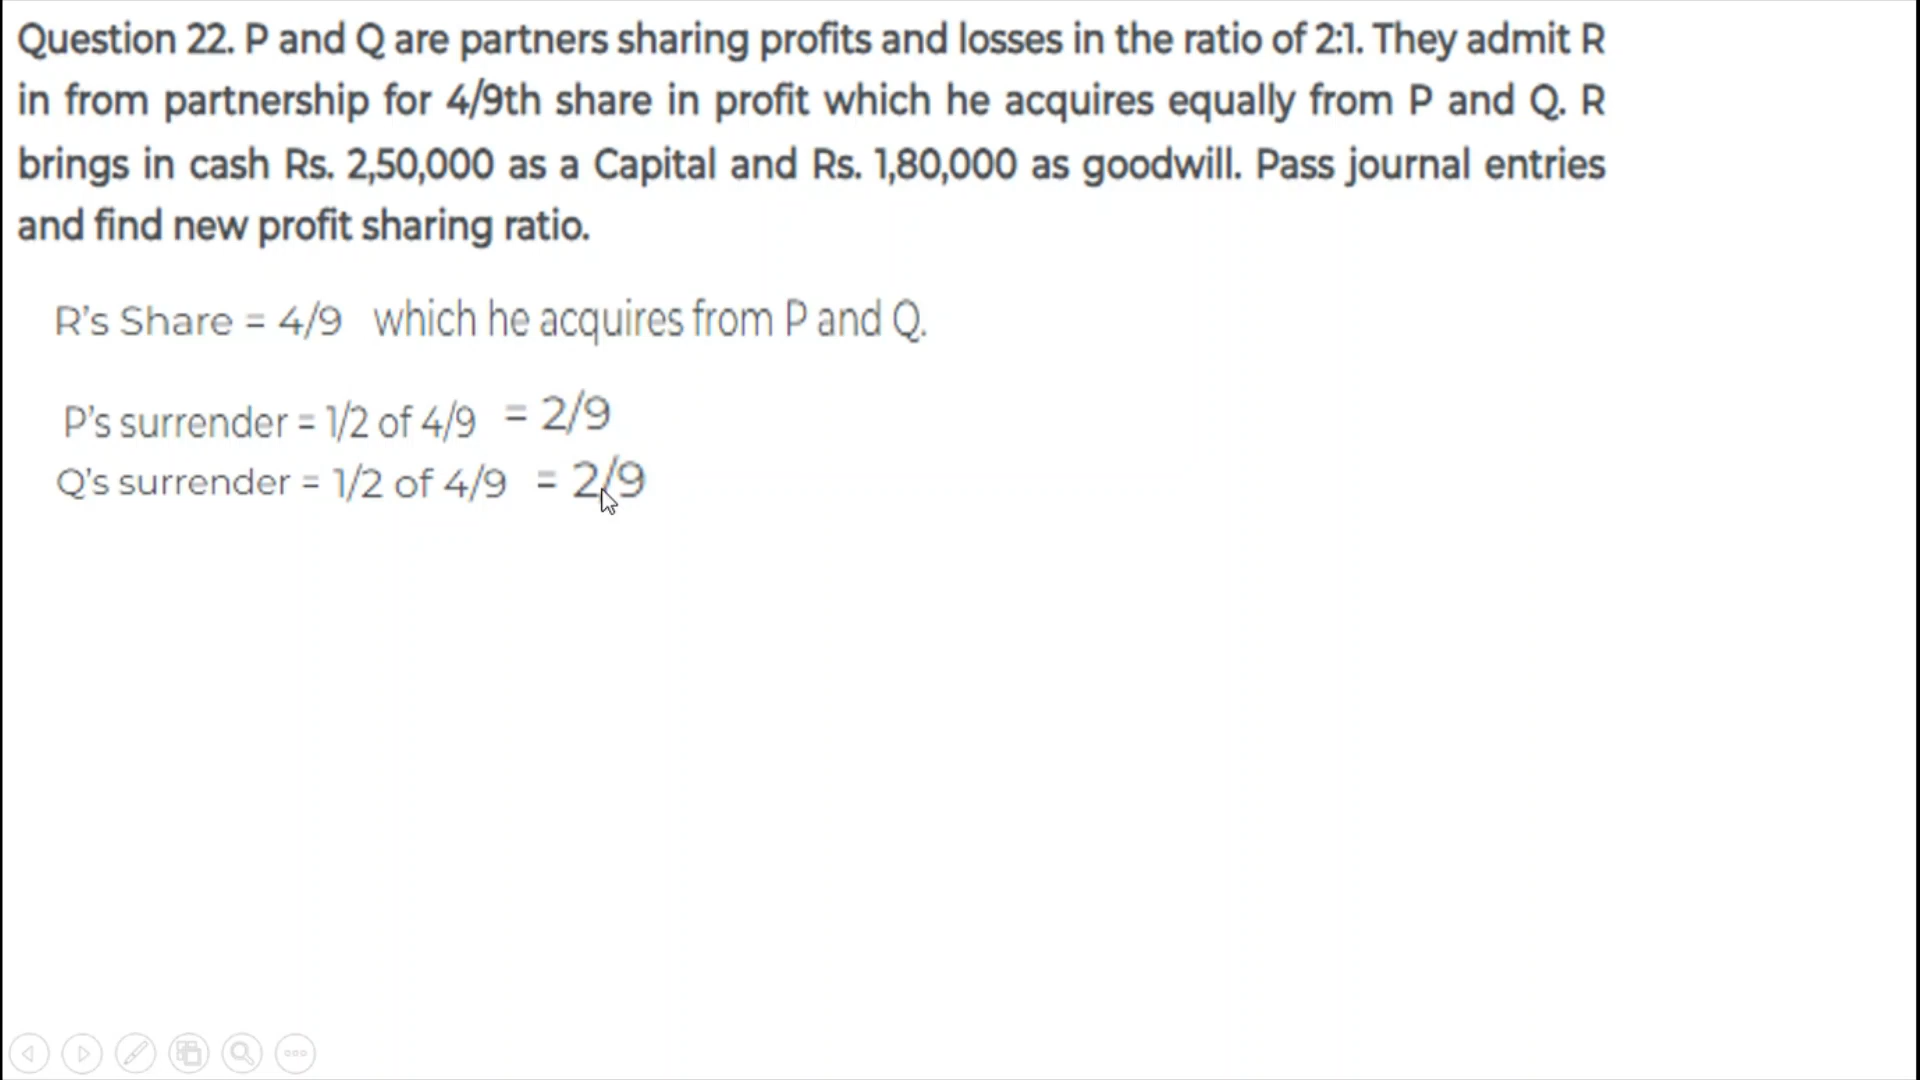 Question 22. P and Q are partners sharing profits and losses in the ratio of 2:1. They admit R
in from partnership for 4/9th share in profit which he acquires equally from P and Q. R
brings in cash Rs. 2,50,000 as a Capital and Rs. 1,80,000 as goodwill. Pass journal entries
and find new profit sharing ratio.
R's Share = 4/9 which he acquires from P and Q.
P's surrender = 1/2 of 4/9 = 2/9
Q's surrender = 1/2 of 4/9 = 2/9